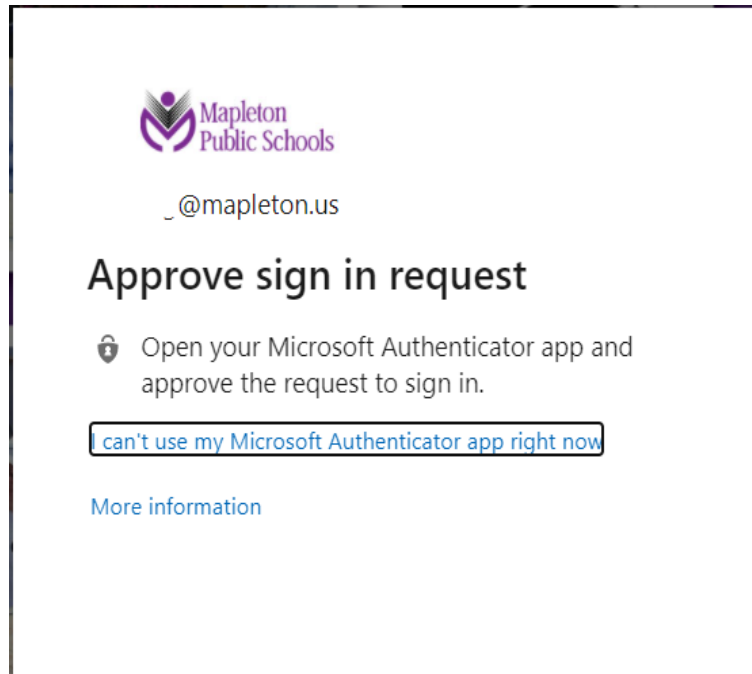 Mapleton
Public Schools
@mapleton.us
Approve sign in request
Open your Microsoft Authenticator app and
approve the request to sign in.
I can't use my Microsoft Authenticator app right now
More information